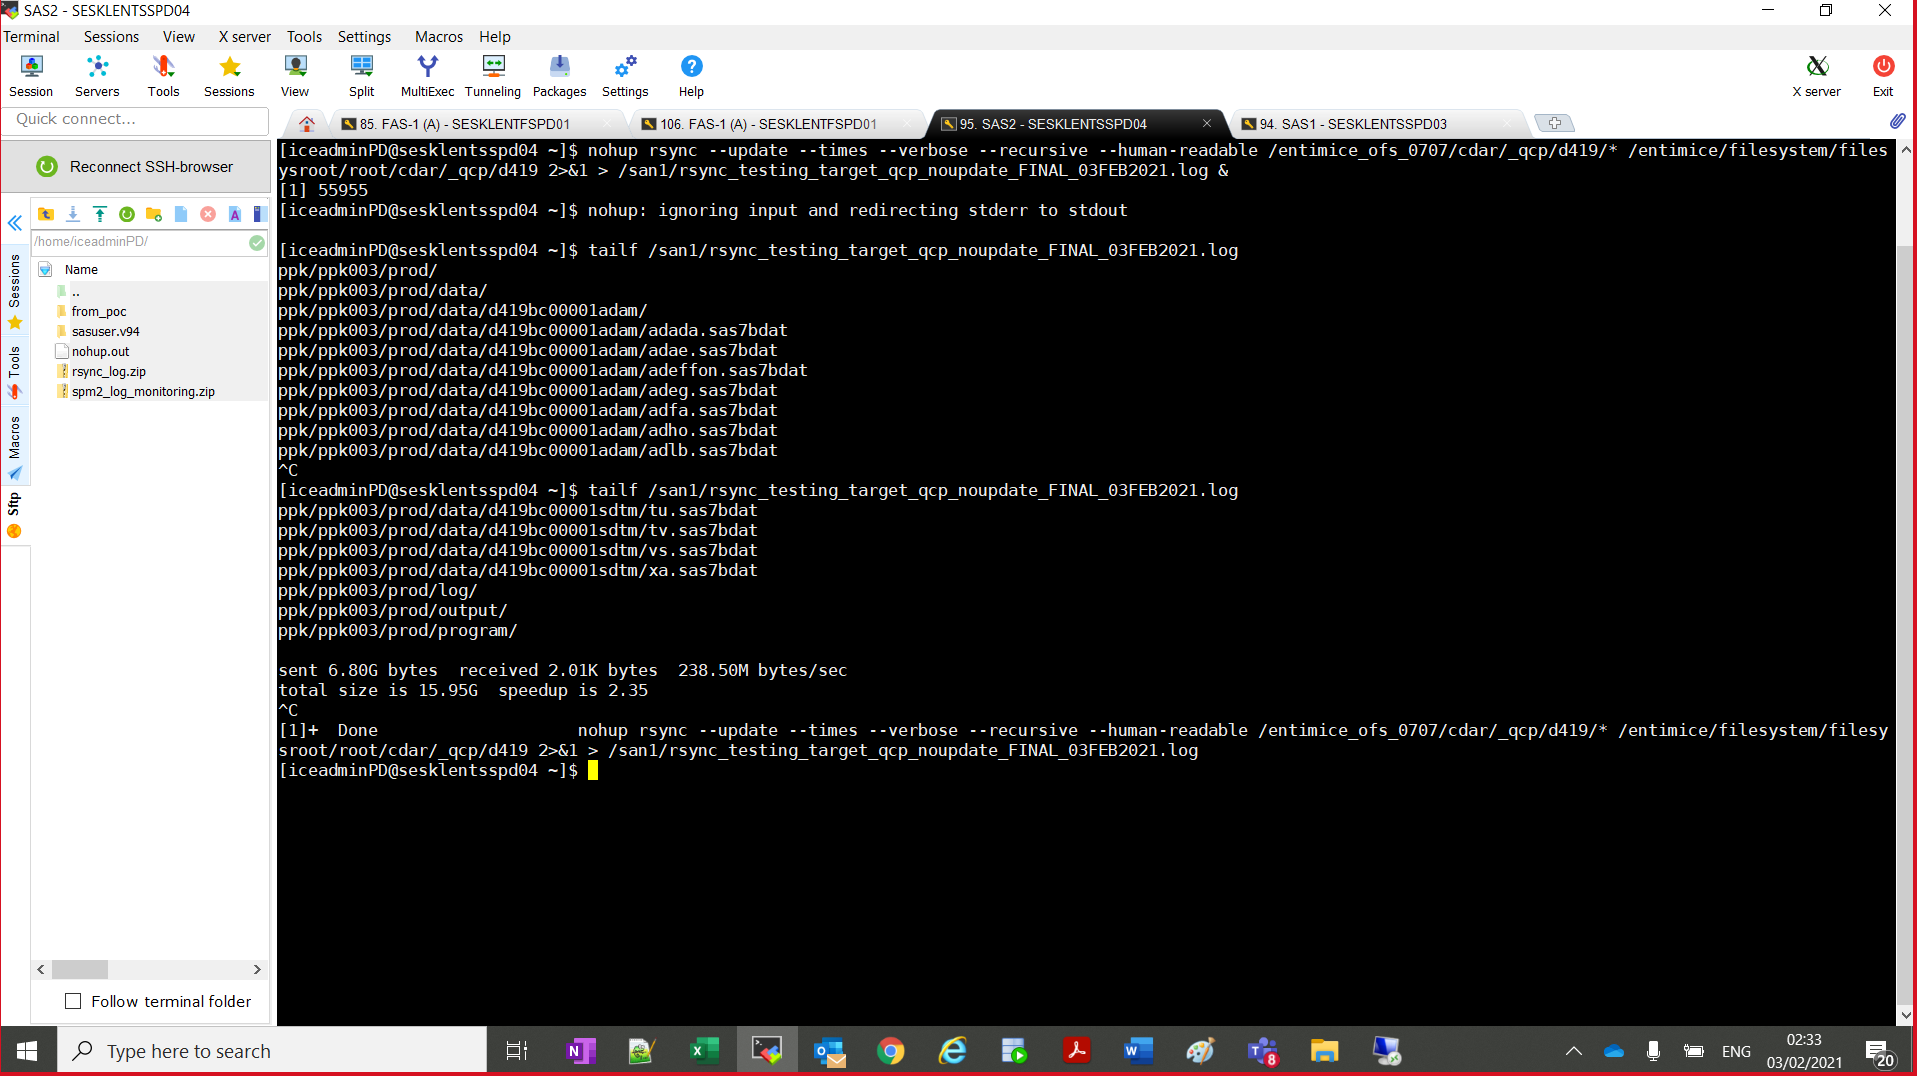 SAS2 - SESKLENTSSPD04
Terminal Sessions View X server Tools Settings Macros Help
Session Servers Tools Sessions View Split MultiExec Tunneling Packages Settings Help X server Exit
Quick connect...
85. FAS-1 (A) - SESKLENTFSPD01
106. FAS-1 (A) - SESKLENTFSPD01
95. SAS2 - SESKLENTSSPD04
94. SAS1 - SESKLENTSSPD03
Reconnect SSH-browser
/home/iceadminPD/
Name
..
from_poc
sasuser.v94
nohup.out
rsync_log.zip
spm2_log_monitoring.zip
Sessions
Tools
Macros
Sftp
Follow terminal folder
[iceadminPD@sesklentsspd04 ~]$ nohup rsync --update --times --verbose --recursive --human-readable /entimice_ofs_0707/cdar/_qcp/d419/* /entimice/filesystem/files
ysroot/root/cdar/_qcp/d419 2>&1 > /san1/rsync_testing_target_qcp_noupdate_FINAL_03FEB2021.log &
[1] 55955
[iceadminPD@sesklentsspd04 ~]$ nohup: ignoring input and redirecting stderr to stdout
[iceadminPD@sesklentsspd04 ~]$ tailf /san1/rsync_testing_target_qcp_noupdate_FINAL_03FEB2021.log
ppk/ppk003/prod/
ppk/ppk003/prod/data/
ppk/ppk003/prod/data/d419bc00001adam/
ppk/ppk003/prod/data/d419bc00001adam/adada.sas7bdat
ppk/ppk003/prod/data/d419bc00001adam/adae.sas7bdat
ppk/ppk003/prod/data/d419bc00001adam/adeffon.sas7bdat
ppk/ppk003/prod/data/d419bc00001adam/adeg.sas7bdat
ppk/ppk003/prod/data/d419bc00001adam/adfa.sas7bdat
ppk/ppk003/prod/data/d419bc00001adam/adho.sas7bdat
ppk/ppk003/prod/data/d419bc00001adam/adlb.sas7bdat
^C
[iceadminPD@sesklentsspd04 ~]$ tailf /san1/rsync_testing_target_qcp_noupdate_FINAL_03FEB2021.log
ppk/ppk003/prod/data/d419bc00001sdtm/tu.sas7bdat
ppk/ppk003/prod/data/d419bc00001sdtm/tv.sas7bdat
ppk/ppk003/prod/data/d419bc00001sdtm/vs.sas7bdat
ppk/ppk003/prod/data/d419bc00001sdtm/xa.sas7bdat
ppk/ppk003/prod/log/
ppk/ppk003/prod/output/
ppk/ppk003/prod/program/
sent 6.80G bytes  received 2.01K bytes  238.50M bytes/sec
total size is 15.95G  speedup is 2.35
^C
[1]+  Done                    nohup rsync --update --times --verbose --recursive --human-readable /entimice_ofs_0707/cdar/_qcp/d419/* /entimice/filesystem/filesy
sroot/root/cdar/_qcp/d419 2>&1 > /san1/rsync_testing_target_qcp_noupdate_FINAL_03FEB2021.log
[iceadminPD@sesklentsspd04 ~]$
Type here to search
8
ENG
02:33
03/02/2021
20